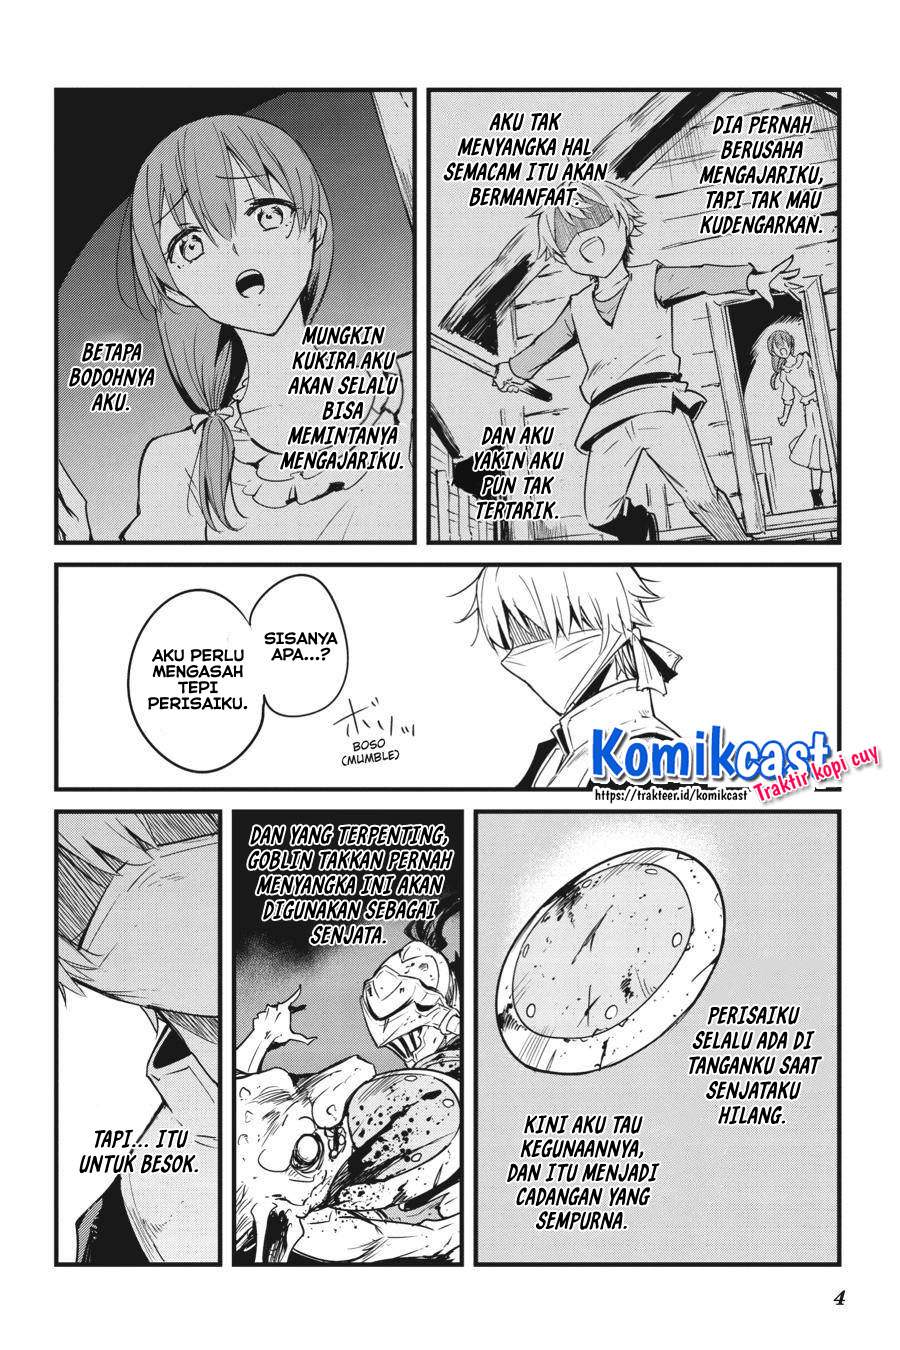 DIA PERNAH
BERUSAHA
MENGAJARIKU,
TAPI TAK MAU
KUDENGARKAN.
AKU TAK
MENYANGKA HAL
SEMACAM ITU AKAN
BERMANFAAT.
DAN AKU
YAKIN AKU
PUN TAK
TERTARIK.
MUNGKIN
KUKIRA AKU
AKAN SELALU
BISA
MEMINTANYA
MENGAJARIKU.
BETAPA
BODOHNYA
AKU.
SISANYA
APA...?
AKU PERLU
MENGASAH
TEPI
PERISAIKU.
ボソッ
BOSO
(MUMBLE)
Komikcast
Traktir kopi cuy
https://trakteer.id/komikcast
PERISAIKU
SELALU ADA DI
TANGANKU SAAT
SENJATAKU
HILANG.
KINI AKU TAU
KEGUNAANNYA,
DAN ITU MENJADI
CADANGAN YANG
SEMPURNA.
DAN YANG TERPENTING,
GOBLIN TAKKAN PERNAH
MENYANGKA INI AKAN
DIGUNAKAN SEBAGAI
SENJATA.
TAPI... ITU
UNTUK BESOK.
4